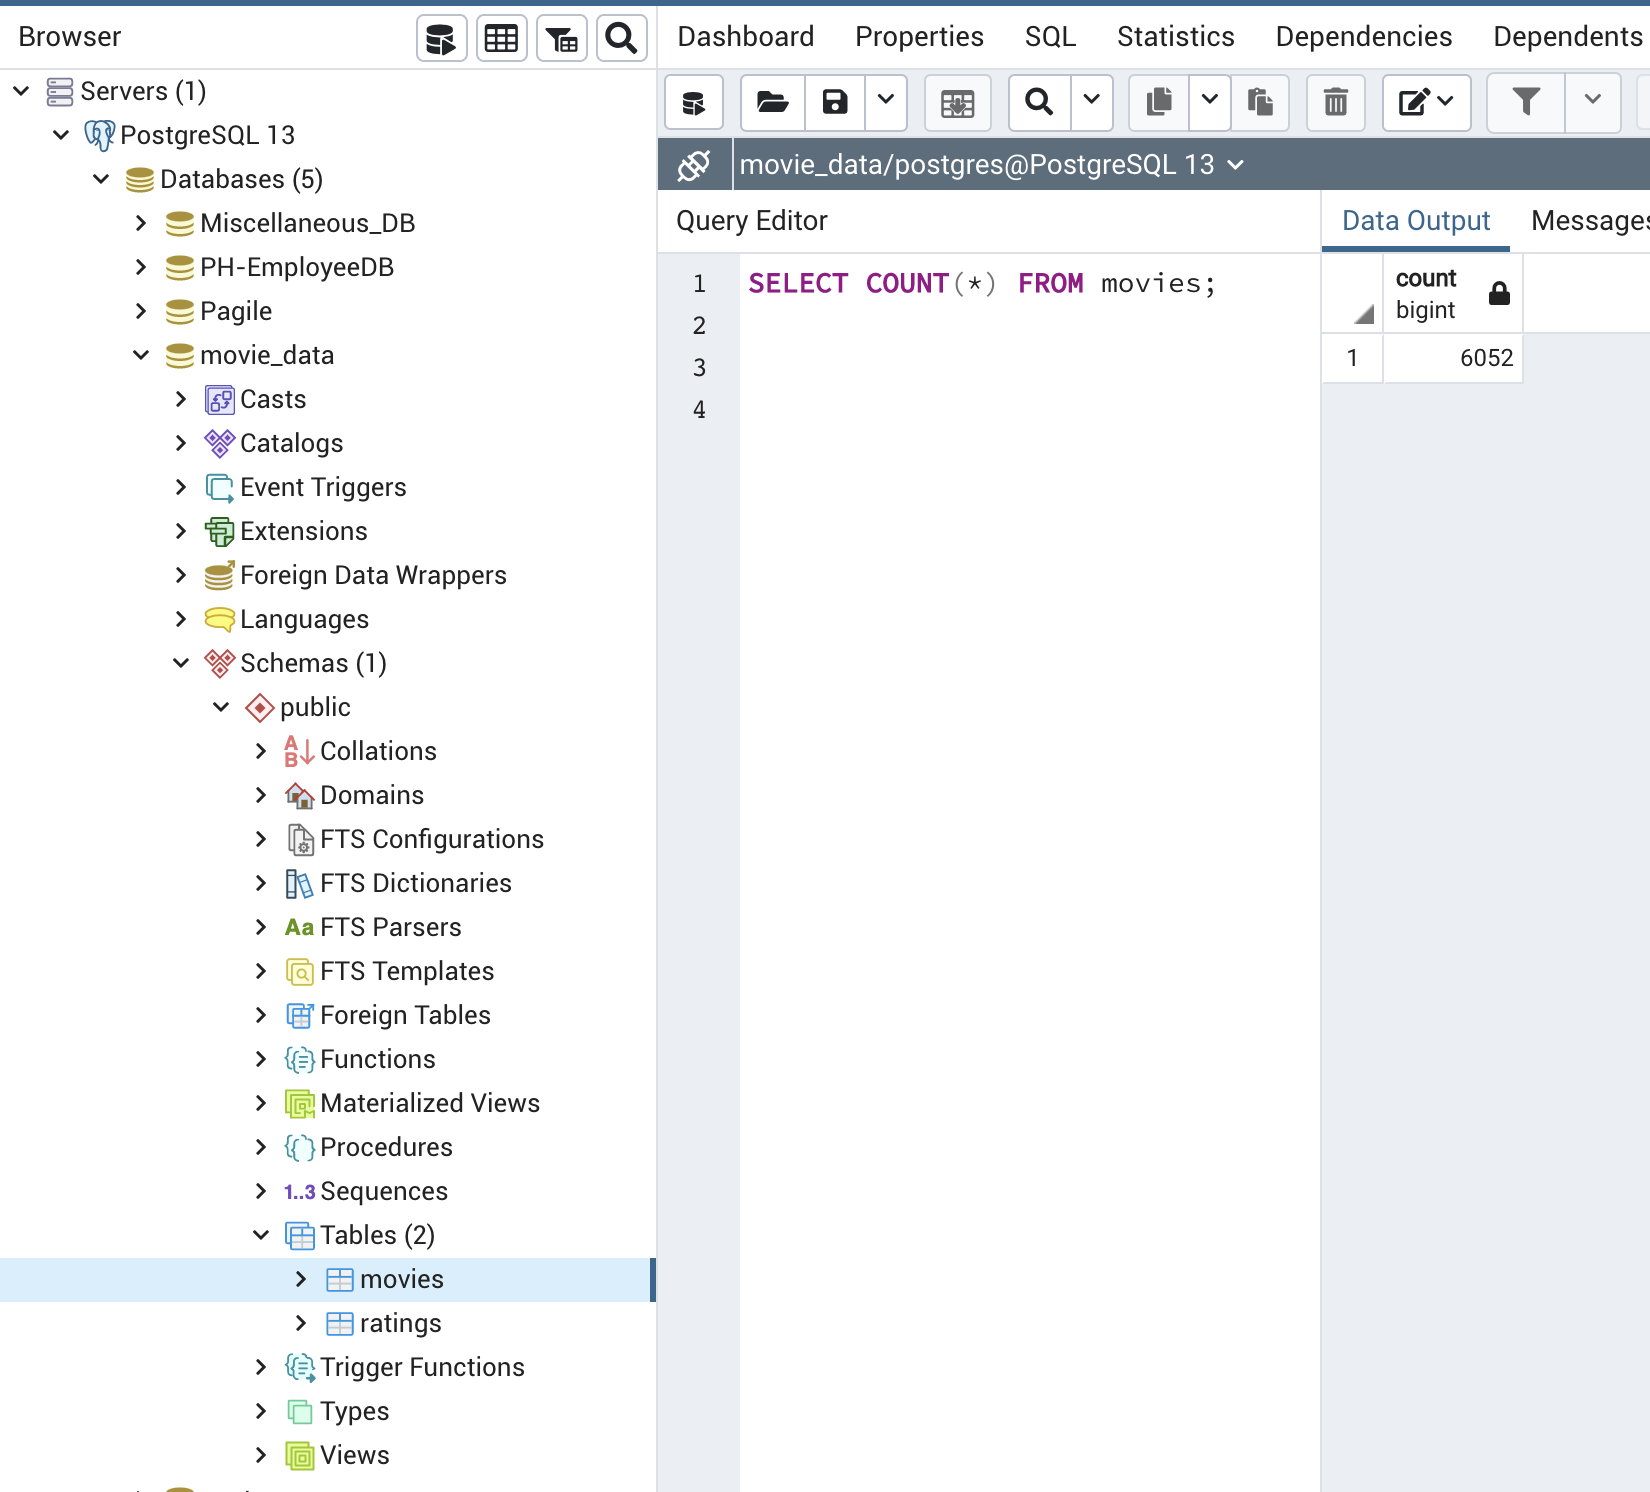 Browser
Servers (1)
PostgreSQL 13
Databases (5)
Miscellaneous_DB
PH-EmployeeDB
Pagile
movie_data
Casts
Catalogs
Event Triggers
Extensions
Foreign Data Wrappers
Languages
Schemas (1)
public
Collations
Domains
FTS Configurations
FTS Dictionaries
Aa FTS Parsers
FTS Templates
Foreign Tables
Functions
Materialized Views
Procedures
1..3 Sequences
Tables (2)
movies
ratings
Trigger Functions
Types
Views
Dashboard Properties SQL Statistics Dependencies Dependents
movie_data/postgres@PostgreSQL 13
Query Editor
1 SELECT COUNT(*) FROM movies;
2
3
4
Data Output Messages
count
bigint
1 6052